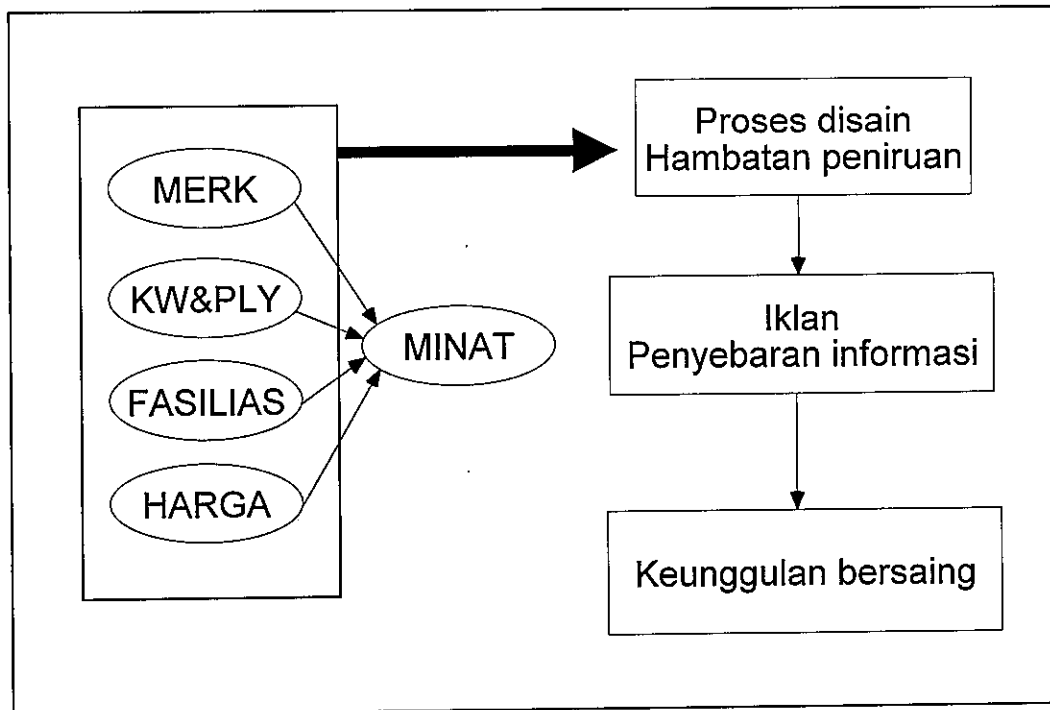 MERK
KW&PLY
FASILIAS
HARGA
MINAT
Proses disain
Hambatan peniruan
Iklan
Penyebaran informasi
Keunggulan bersaing